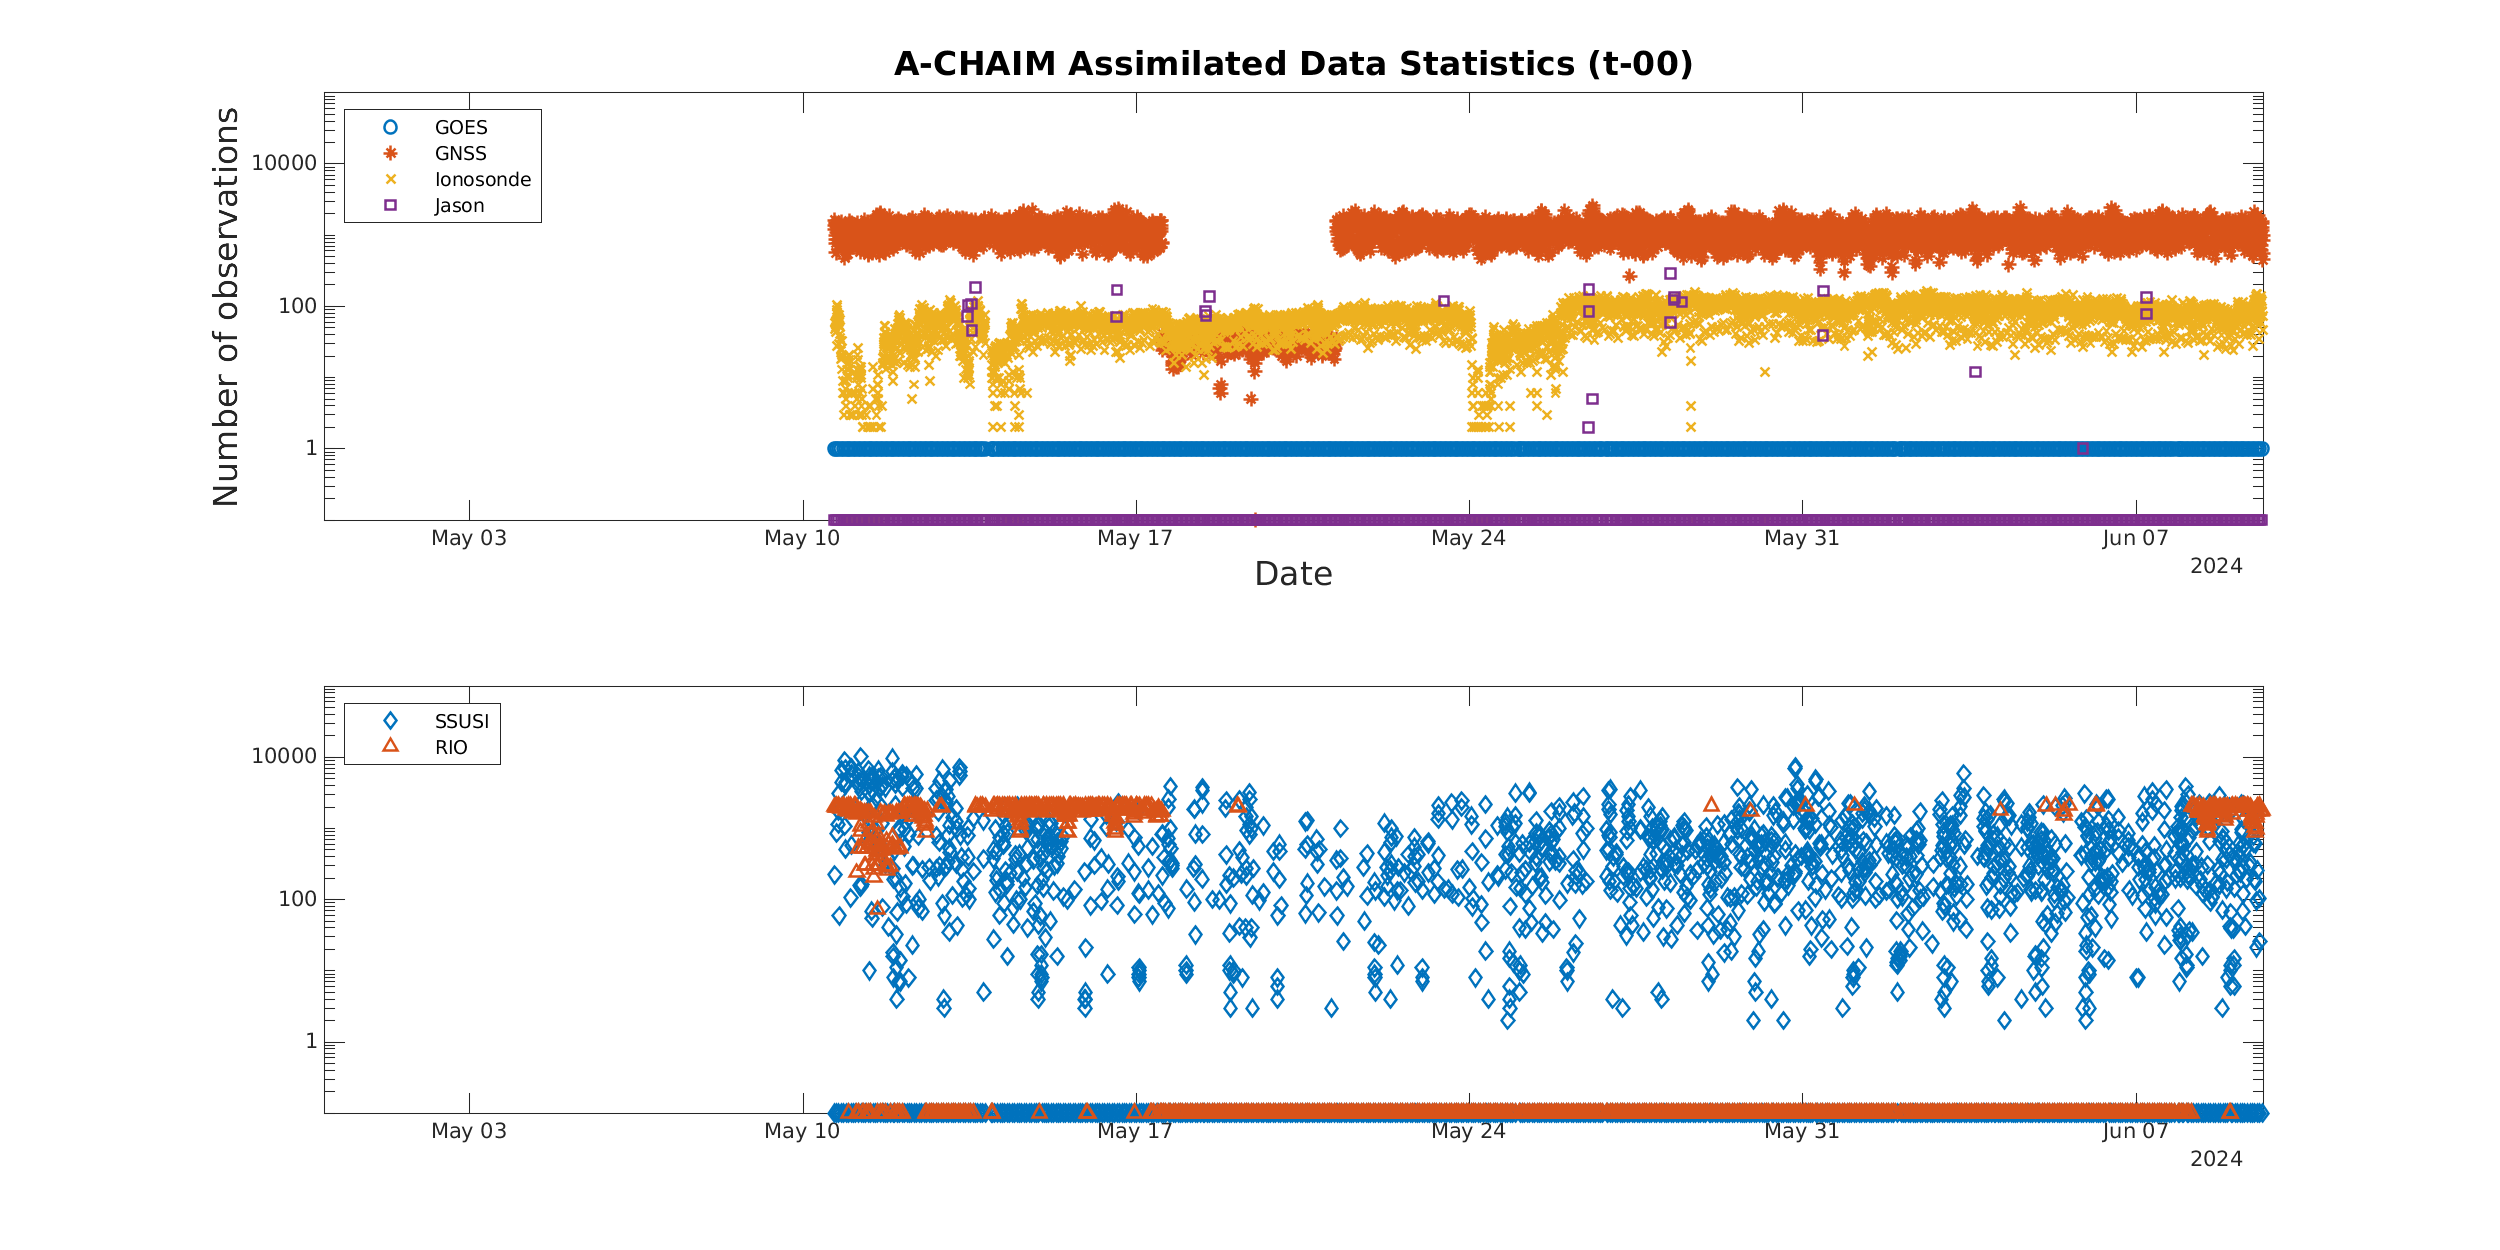 A-CHAIM Assimilated Data Statistics (t-00)
Number of observations
GOES
GNSS
Ionosonde
Jason
10000
100
1
May 03 May 10 May 17 May 24 May 31 Jun 07
2024
Date
SSUSI
RIO
10000
100
1
May 03 May 10 May 17 May 24 May 31 Jun 07
2024